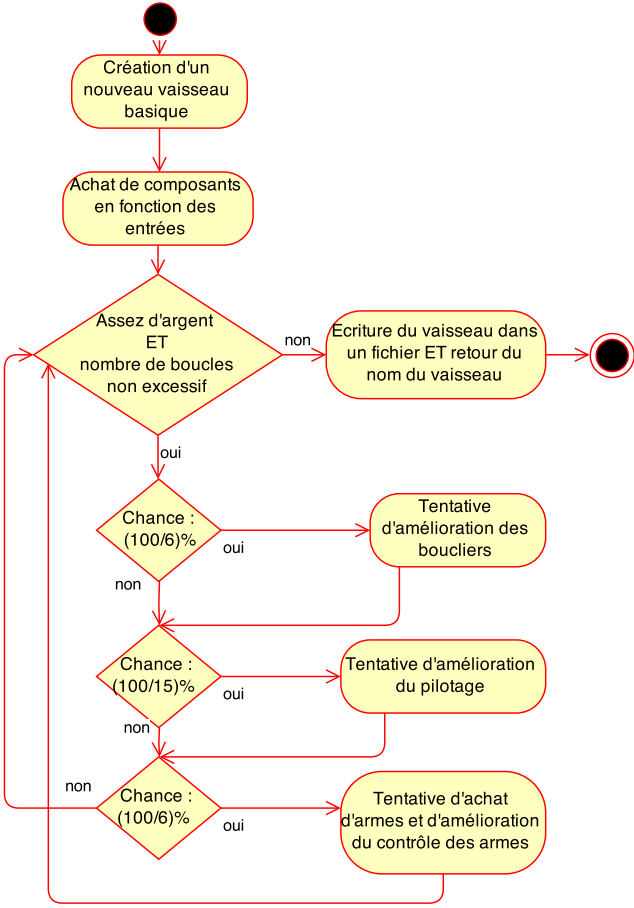 Création d'un
nouveau vaisseau
basique
Achat de composants
en fonction des
entrées
Assez d'argent
ET
nombre de boucles
non excessif
non
Ecriture du vaisseau dans
un fichier ET retour du
nom du vaisseau
oui
Chance :
(100/6)%
oui
Tentative
d'amélioration des
boucliers
non
Chance :
(100/15)%
oui
Tentative d'amélioration
du pilotage
non
Chance :
(100/6)%
non
oui
Tentative d'achat
d'armes et d'amélioration
du contrôle des armes